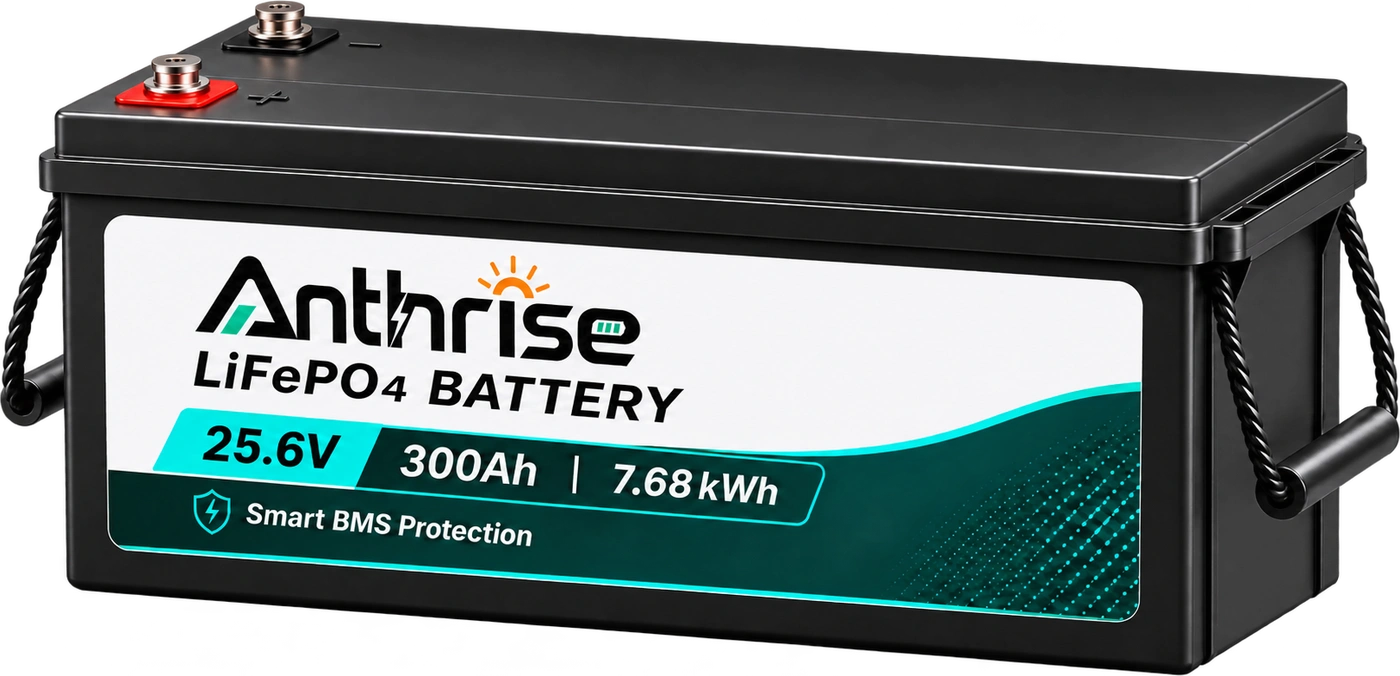 −
+
Anthrise
LiFePO4 BATTERY
25.6V 300Ah | 7.68 kWh
Smart BMS Protection